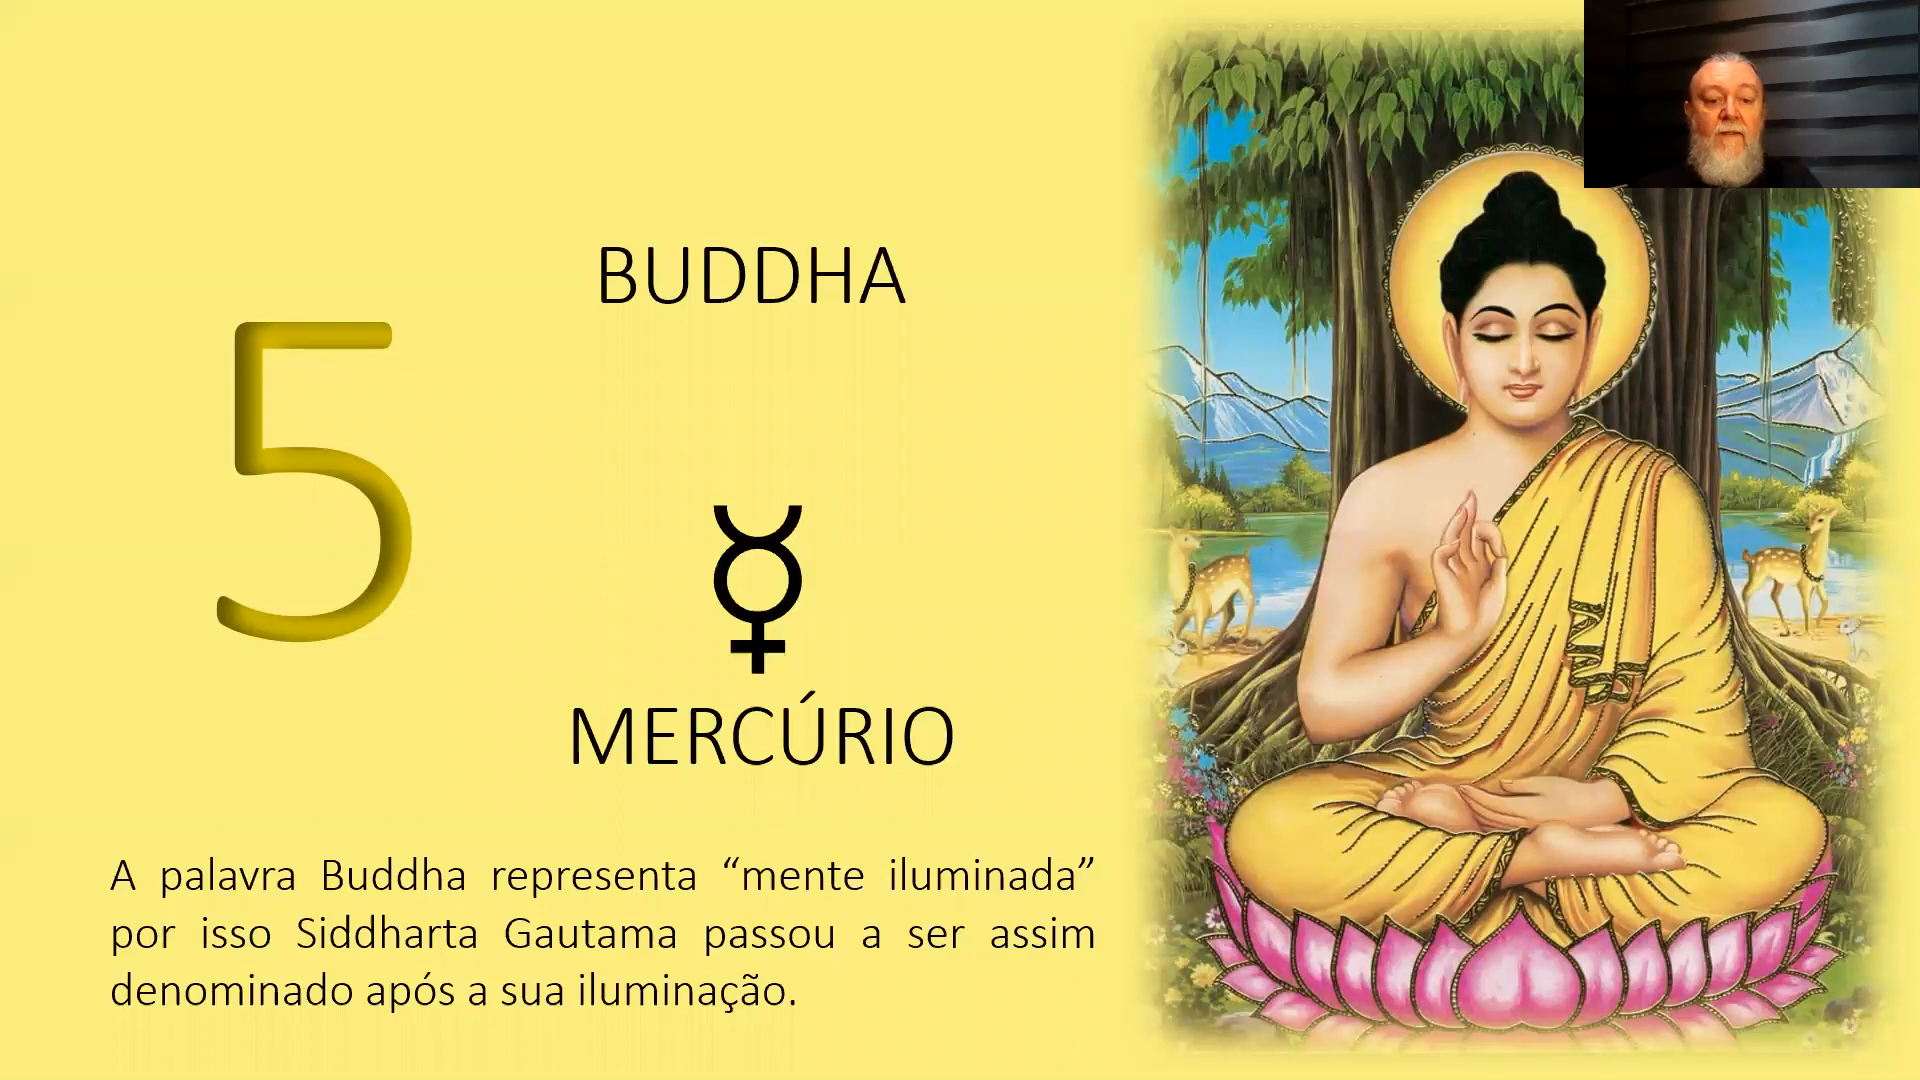 BUDDHA
5
MERCÚRIO
A palavra Buddha representa “mente iluminada”
por isso Siddharta Gautama passou a ser assim
denominado após a sua iluminação.